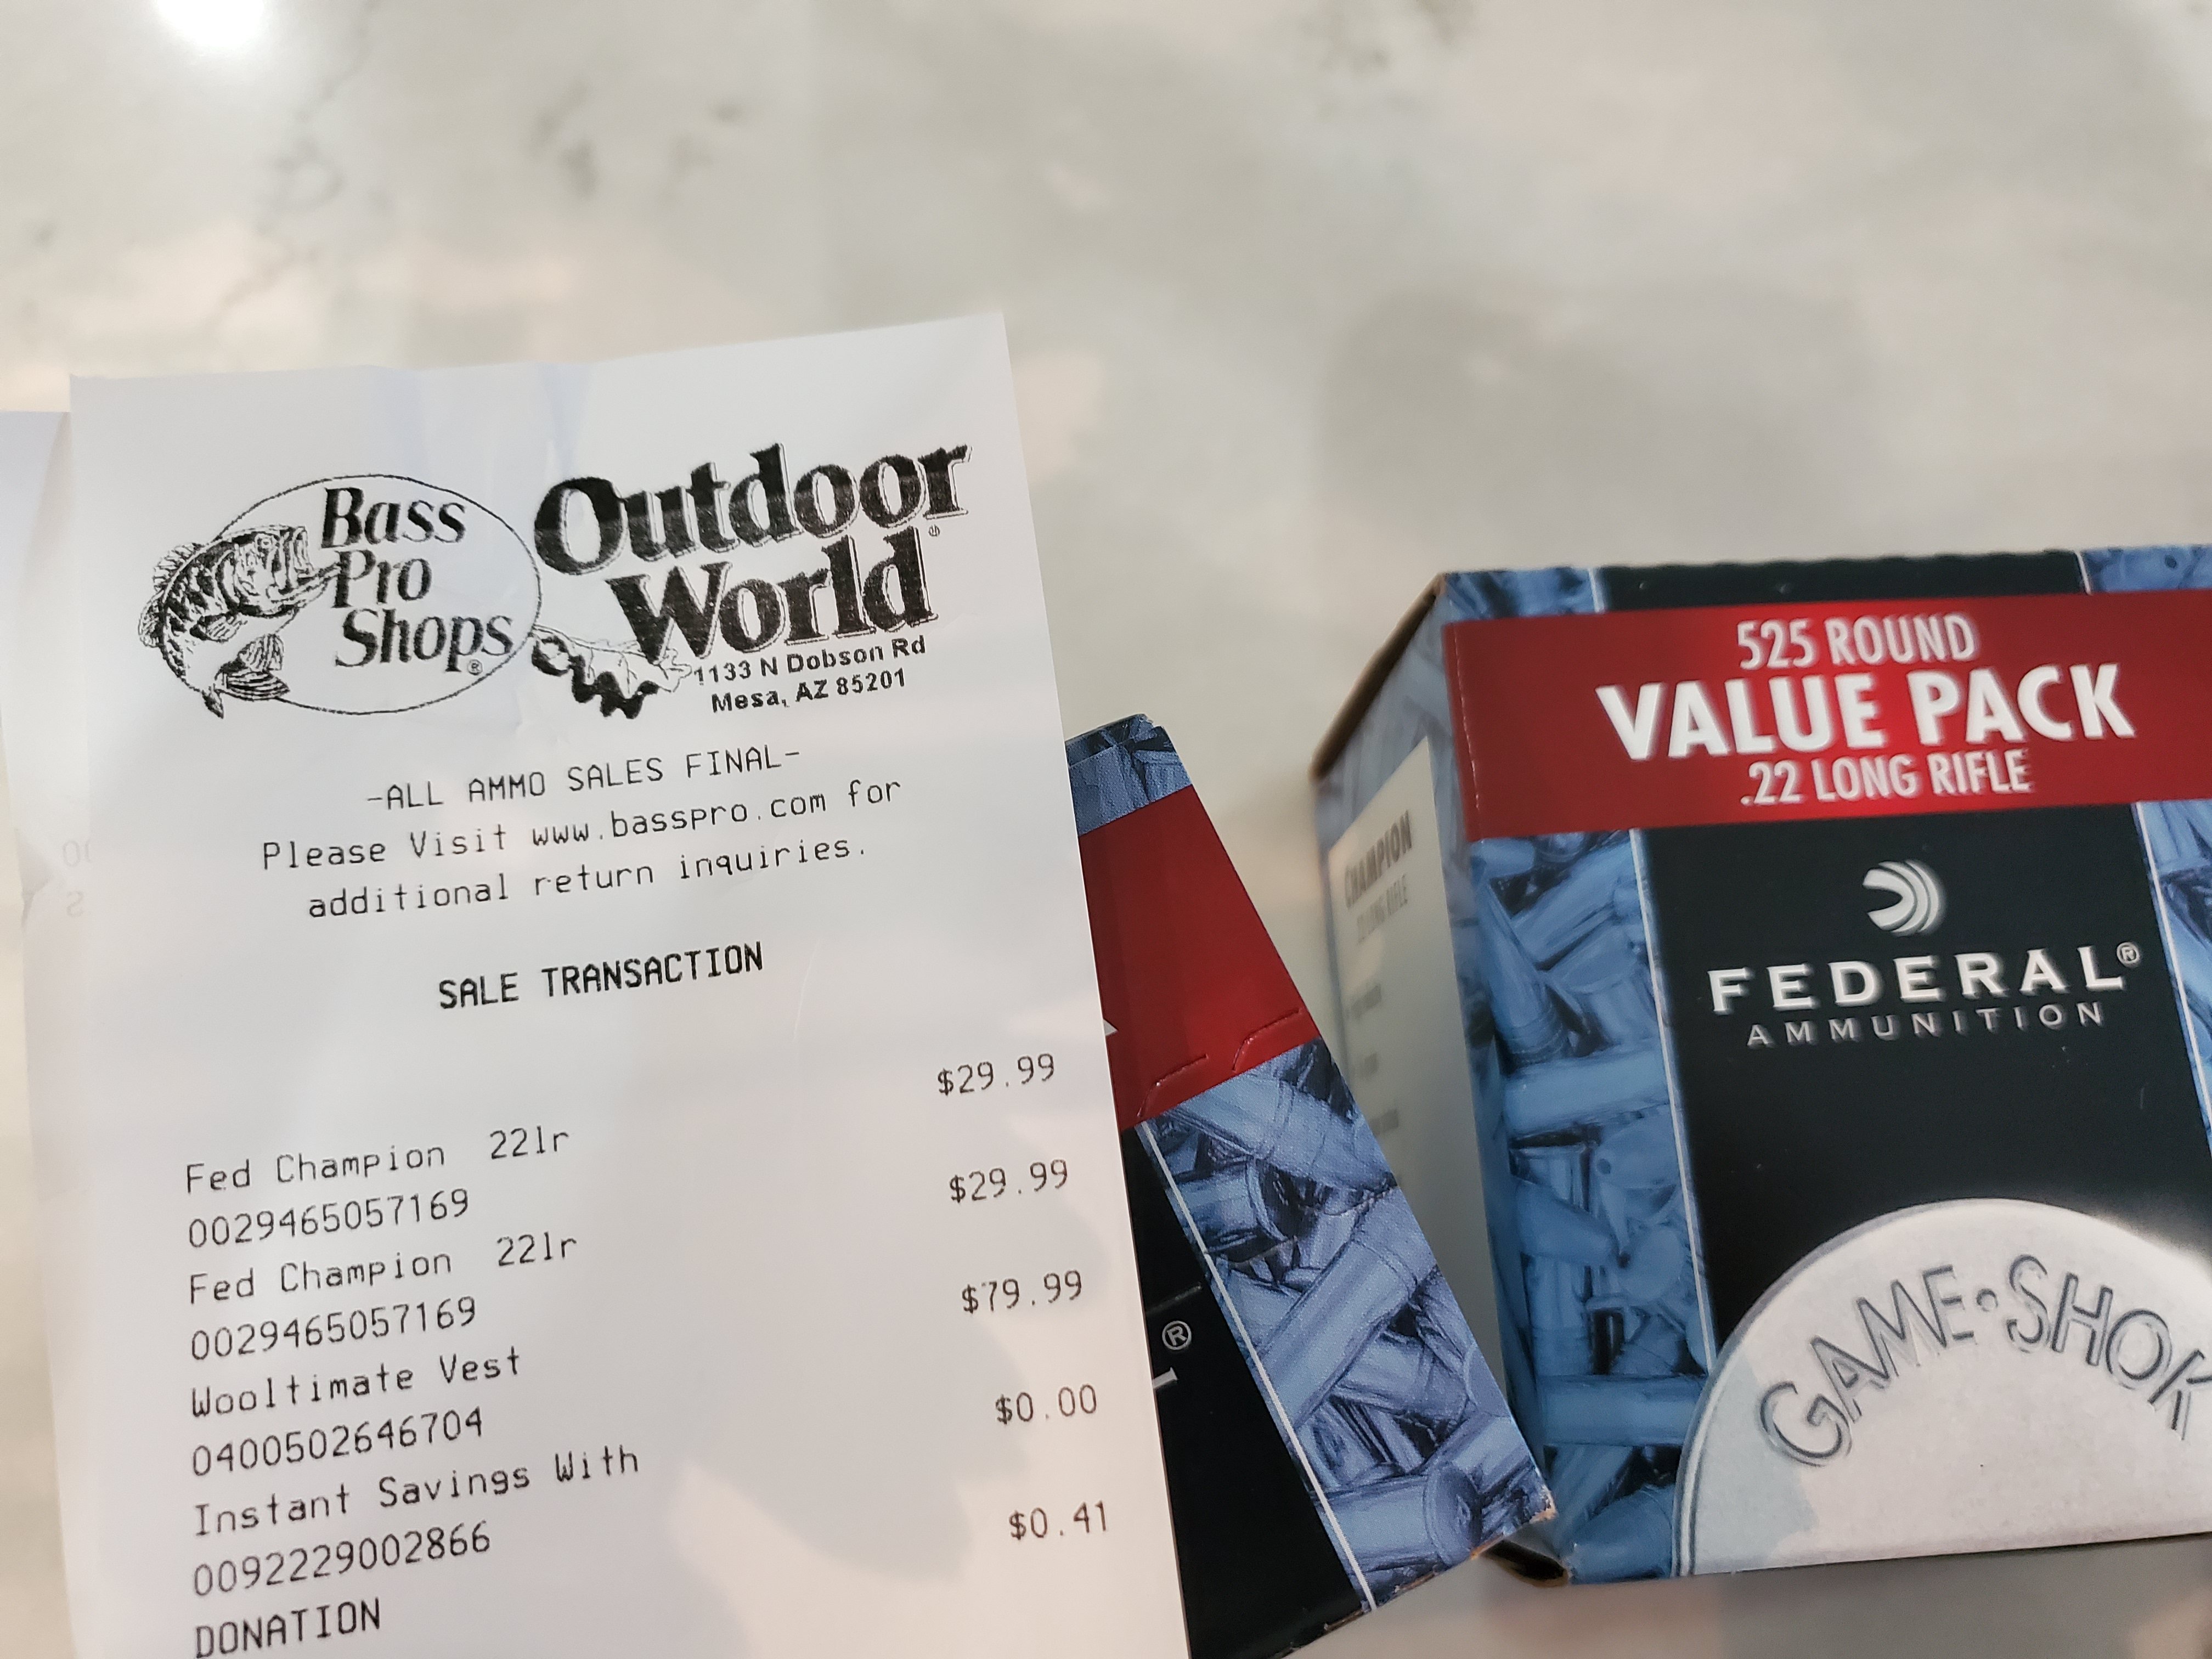 Bass
Pro
Shops®
Outdoor
World®
1133 N Dobson Rd
Mesa, AZ 85201
-ALL AMMO SALES FINAL-
Please Visit www.basspro.com for
additional return inquiries.
SALE TRANSACTION
$29.99
Fed Champion 22lr
0029465057169
$29.99
Fed Champion 22lr
0029465057169
$79.99
Wooltimate Vest
0400502646704
$0.00
Instant Savings With
0092229002866
$0.41
DONATION
®
525 ROUND
VALUE PACK
.22 LONG RIFLE
CHAMPION
22 LONG RIFLE
FEDERAL®
AMMUNITION
GAME•SHOK